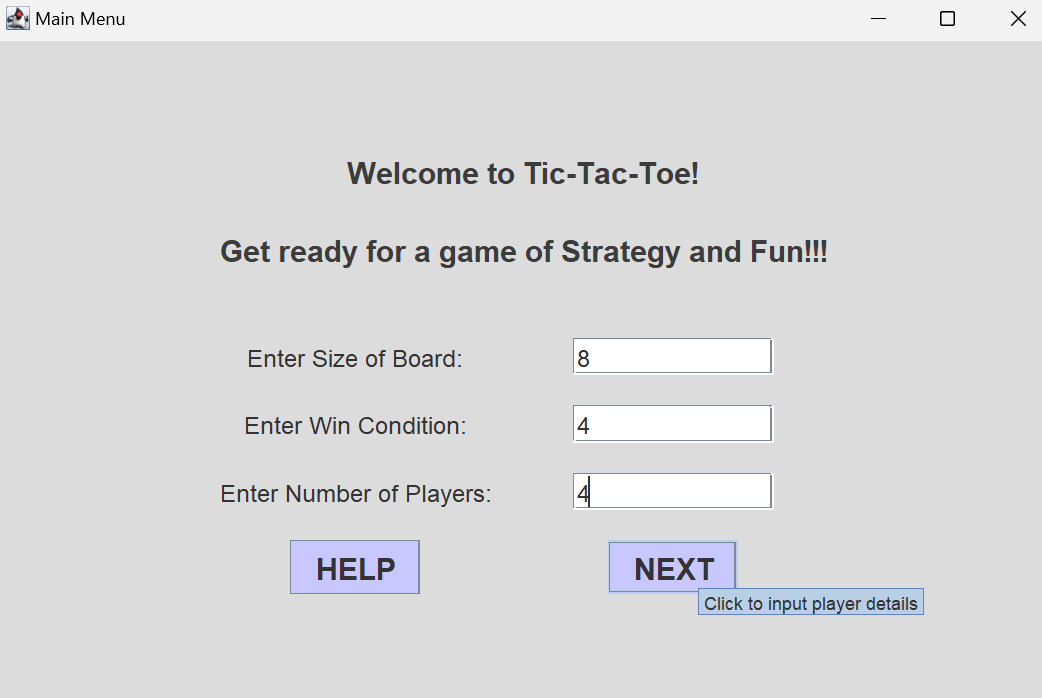 Main Menu
Welcome to Tic-Tac-Toe!
Get ready for a game of Strategy and Fun!!!
Enter Size of Board: 8
Enter Win Condition: 4
Enter Number of Players: 4
HELP NEXT
Click to input player details